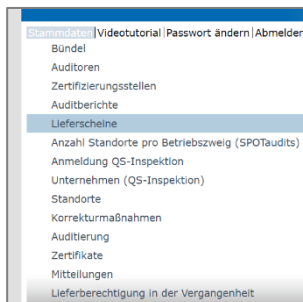 Stammdaten|Videotutorial|Passwort ändern|Abmelden
Bündel
Auditoren
Zertifizierungsstellen
Auditberichte
Lieferscheine
Anzahl Standorte pro Betriebszweig (SPOTaudits)
Anmeldung QS-Inspektion
Unternehmen (QS-Inspektion)
Standorte
Korrekturmaßnahmen
Auditierung
Zertifikate
Mitteilungen
Lieferberechtigung in der Vergangenheit